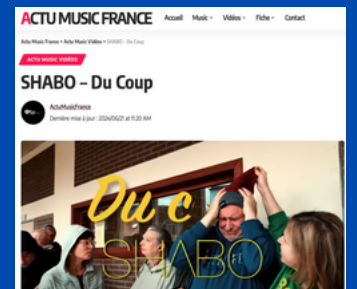 ACTU MUSIC FRANCE
Accueil Music Vidéos Fiche Contact
Actu Music France > Actu Music Vidéos > SHABO – Du Coup
ACTU MUSIC VIDÉOS
SHABO – Du Coup
ActuMusicFrance
Dernière mise à jour : 2024/06/21 at 11:20 AM
Du c
SHABO